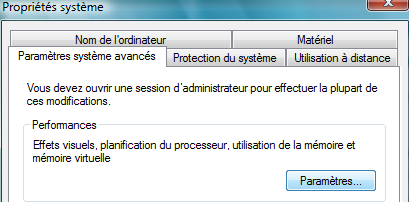 Propriétés système
Nom de l'ordinateur
Matériel
Paramètres système avancés
Protection du système
Utilisation à distance
Vous devez ouvrir une session d'administrateur pour effectuer la plupart
de ces modifications.
Performances
Effets visuels, planification du processeur, utilisation de la mémoire et
mémoire virtuelle
Paramètres...